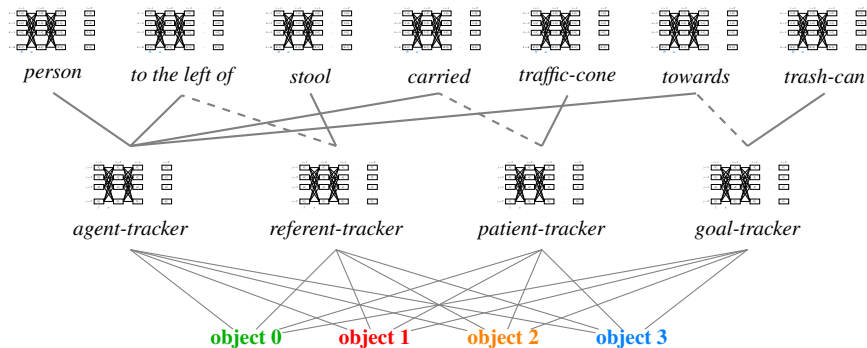 person to the left of stool carried traffic-cone towards trash-can
agent-tracker referent-tracker patient-tracker goal-tracker
object 0 object 1 object 2 object 3